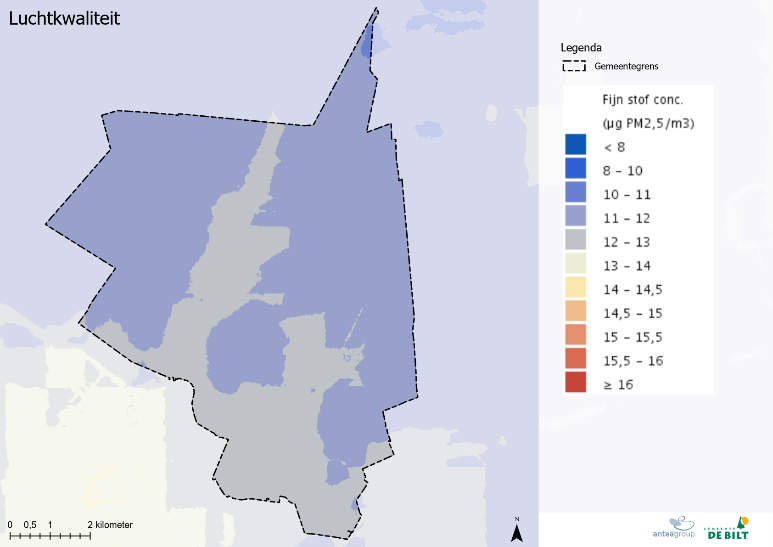 Luchtkwaliteit
Legenda
Gemeentegrens
Fijn stof conc.
(µg PM2,5/m3)
< 8
8 – 10
10 – 11
11 – 12
12 – 13
13 – 14
14 – 14,5
14,5 – 15
15 – 15,5
15,5 – 16
≥ 16
0 0,5 1 2 kilometer
N
anteagroup
GEMEENTE
DE BILT